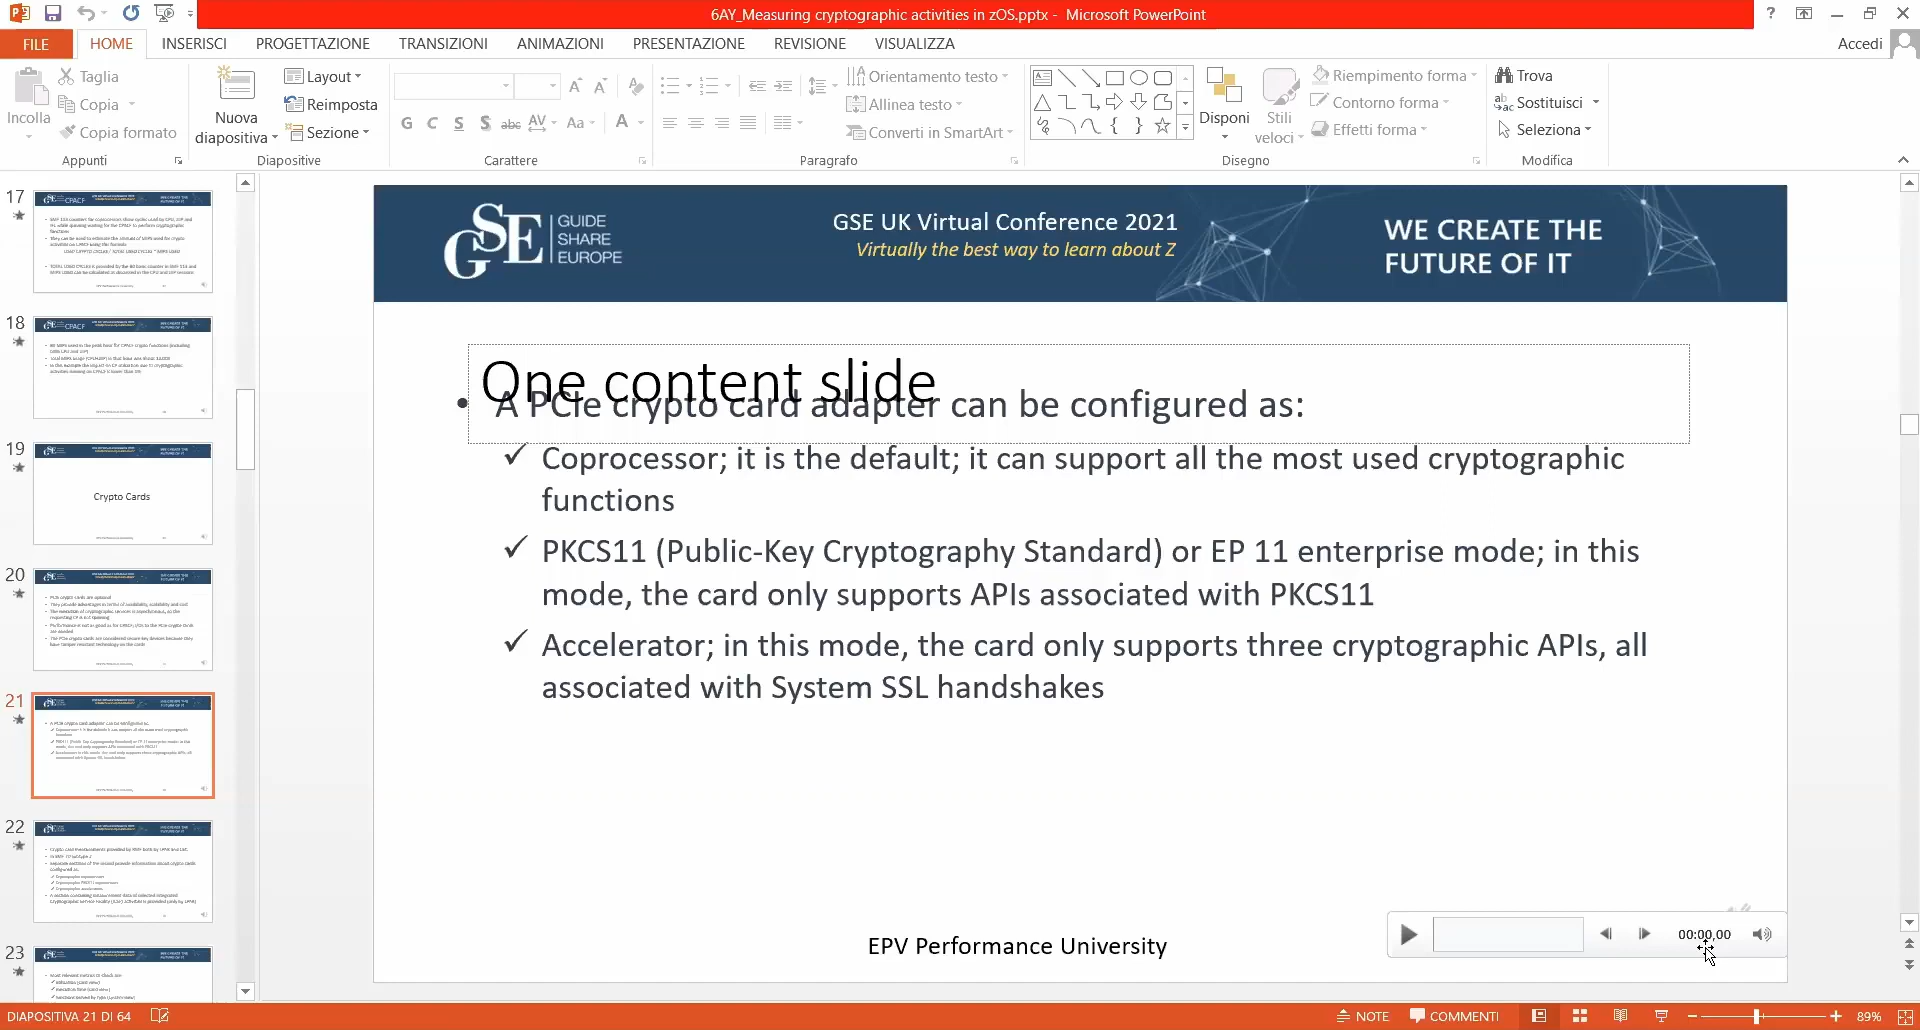 6AY_Measuring cryptographic activities in zOS.pptx - Microsoft PowerPoint
FILE HOME INSERISCI PROGETTAZIONE TRANSIZIONI ANIMAZIONI PRESENTAZIONE REVISIONE VISUALIZZA Accedi
Incolla
Taglia
Copia
Copia formato
Appunti
Nuova
diapositiva
Layout
Reimposta
Sezione
Diapositive
Carattere
Orientamento testo
Allinea testo
Converti in SmartArt
Paragrafo
Disponi
Stili
veloci
Riempimento forma
Contorno forma
Effetti forma
Disegno
Trova
Sostituisci
Seleziona
Modifica
17
CPACF
18
CPACF
19
Crypto Cards
20
21
22
23
GSE
GUIDE
SHARE
EUROPE
GSE UK Virtual Conference 2021
Virtually the best way to learn about Z
WE CREATE THE
FUTURE OF IT
One content slide
• A PCIe crypto card adapter can be configured as:
✓ Coprocessor; it is the default; it can support all the most used cryptographic
functions
✓ PKCS11 (Public-Key Cryptography Standard) or EP 11 enterprise mode; in this
mode, the card only supports APIs associated with PKCS11
✓ Accelerator; in this mode, the card only supports three cryptographic APIs, all
associated with System SSL handshakes
EPV Performance University
00:00,00
DIAPOSITIVA 21 DI 64
NOTE COMMENTI 89%